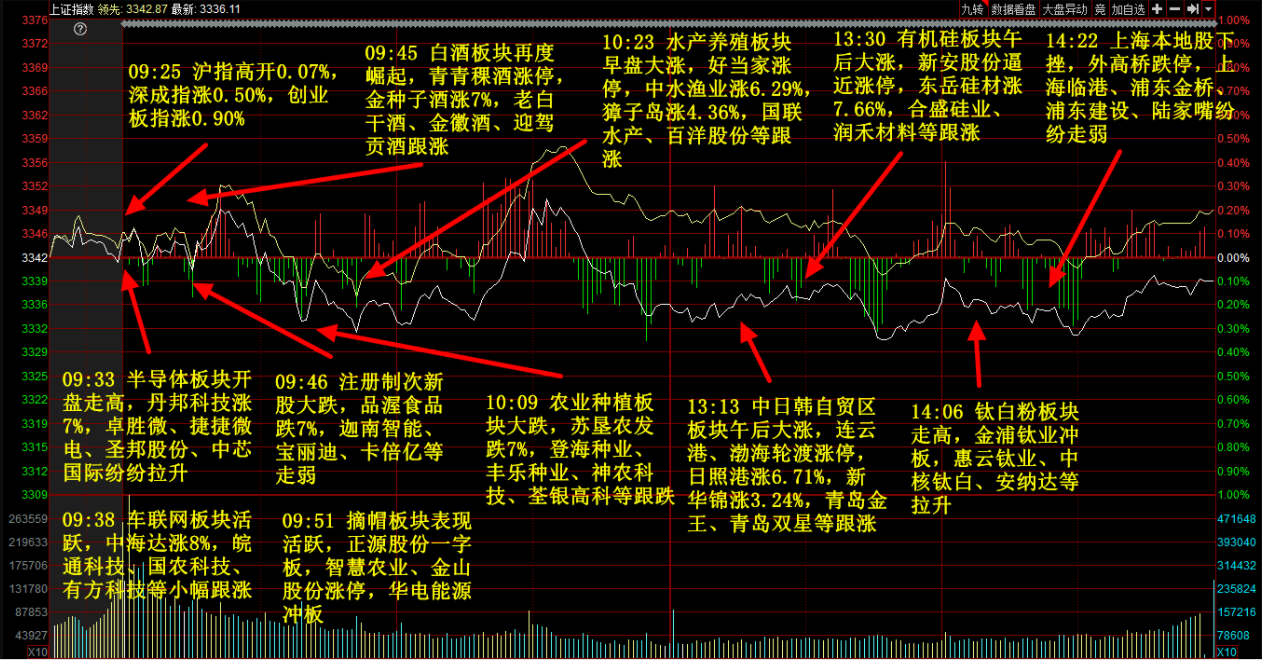 上证指数 领先: 3342.87 最新: 3336.11
九转 数据看盘 大盘异动 竞 加自选
3376
3372
3369
3366
3362
3359
3356
3352
3349
3346
3342
3339
3336
3332
3329
3325
3322
3319
3315
3312
3309
263559
219633
175706
131780
87853
43927
X10
09:25 沪指高开0.07%,
深成指涨0.50%, 创业
板指涨0.90%
09:45 白酒板块再度
崛起, 青青稞酒涨停,
金种子酒涨7%, 老白
干酒、金徽酒、迎驾
贡酒跟涨
10:23 水产养殖板块
早盘大涨, 好当家涨
停, 中水渔业涨6.29%,
獐子岛涨4.36%, 国联
水产、百洋股份等跟
涨
13:30 有机硅板块午
后大涨, 新安股份逼
近涨停, 东岳硅材涨
7.66%, 合盛硅业、
润禾材料等跟涨
14:22 上海本地股下
挫, 外高桥跌停, 上
海临港、浦东金桥、
浦东建设、陆家嘴纷
纷走弱
09:33 半导体板块开
盘走高, 丹邦科技涨
7%, 卓胜微、捷捷微
电、圣邦股份、中芯
国际纷纷拉升
09:38 车联网板块活
跃, 中海达涨8%, 皖
通科技、国农科技、
有方科技等小幅跟涨
09:46 注册制次新
股大跌, 品渥食品
跌7%, 迦南智能、
宝丽迪、卡倍亿等
走弱
09:51 摘帽板块表现
活跃, 正源股份一字
板, 智慧农业、金山
股份涨停, 华电能源
冲板
10:09 农业种植板
块大跌, 苏垦农发
跌7%, 登海种业、
丰乐种业、神农科
技、荃银高科等跟跌
13:13 中日韩自贸区
板块午后大涨, 连云
港、渤海轮渡涨停,
日照港涨6.71%, 新
华锦涨3.24%, 青岛金
王、青岛双星等跟涨
14:06 钛白粉板块
走高, 金浦钛业冲
板, 惠云钛业、中
核钛白、安纳达等
拉升
1.00%
0.90%
0.80%
0.70%
0.60%
0.50%
0.40%
0.30%
0.20%
0.10%
0.00%
0.10%
0.20%
0.30%
0.40%
0.50%
0.60%
0.70%
0.80%
0.90%
1.00%
471648
393040
314432
235824
157216
78608
X10